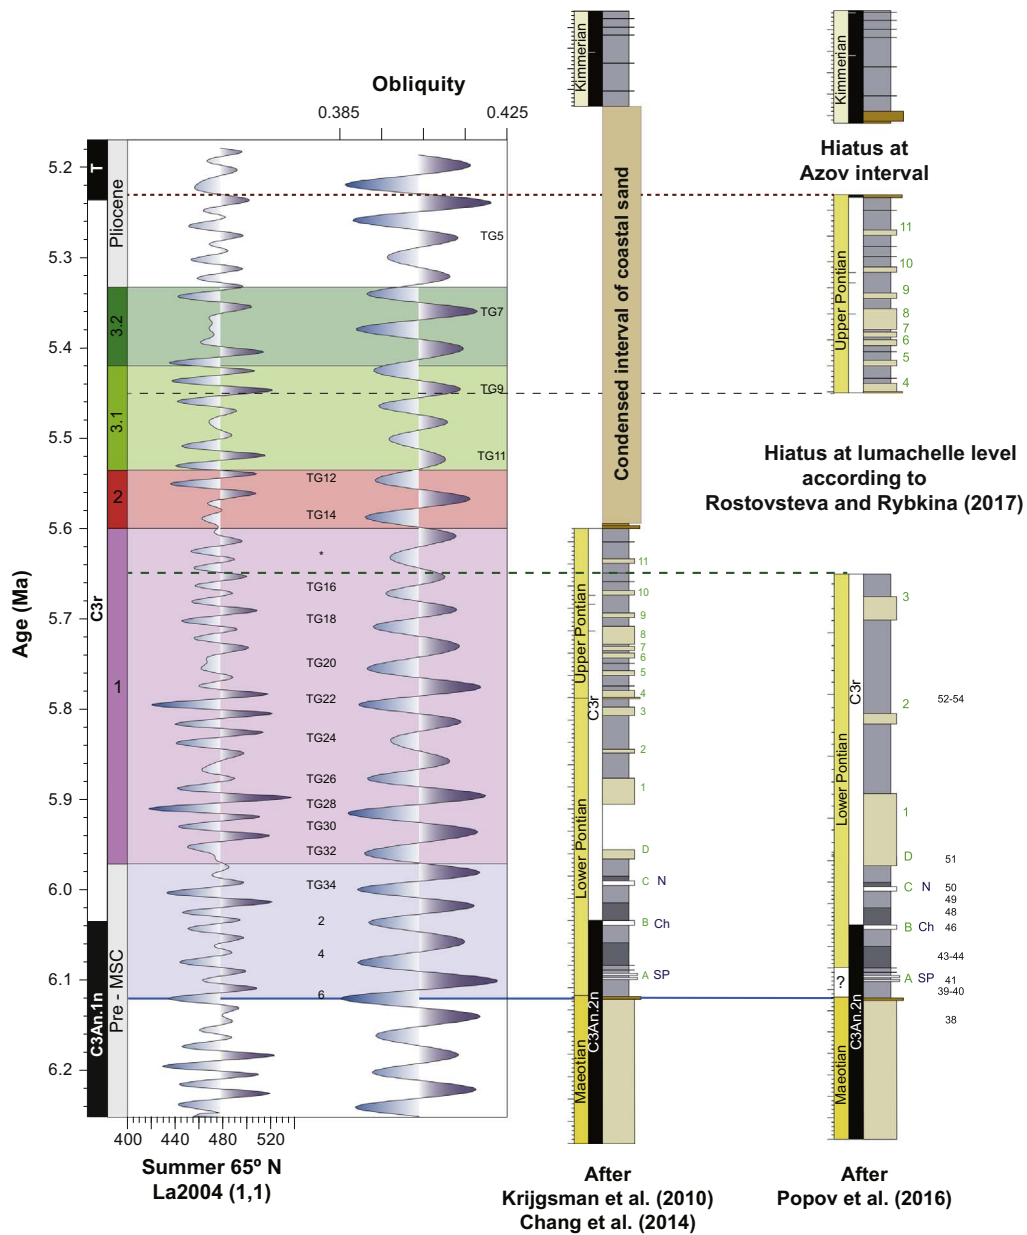 Obliquity
0.385
0.425
Kimmerian
Kimmerian
Hiatus at
Azov interval
Age (Ma)
5.2
5.3
5.4
5.5
5.6
5.7
5.8
5.9
6.0
6.1
6.2
T
C3r
C3An.1n
Pliocene
3.2
3.1
2
1
Pre - MSC
TG5
TG7
TG9
TG11
TG12
TG14
*
TG16
TG18
TG20
TG22
TG24
TG26
TG28
TG30
TG32
TG34
2
4
6
400
440
480
520
Summer 65º N
La2004 (1,1)
Condensed interval of coastal sand
Upper Pontian
Lower Pontian
Maeotian
C3r
C3An.2n
11
10
9
8
7
6
5
4
3
2
1
D
C N
B Ch
A SP
After
Krijgsman et al. (2010)
Chang et al. (2014)
Upper Pontian
11
10
9
8
7
6
5
4
Hiatus at lumachelle level
according to
Rostovsteva and Rybkina (2017)
Lower Pontian
?
Maeotian
C3r
C3An.2n
3
2 52-54
1
D 51
C N 50
49
48
B Ch 46
43-44
A SP 41
39-40
38
After
Popov et al. (2016)